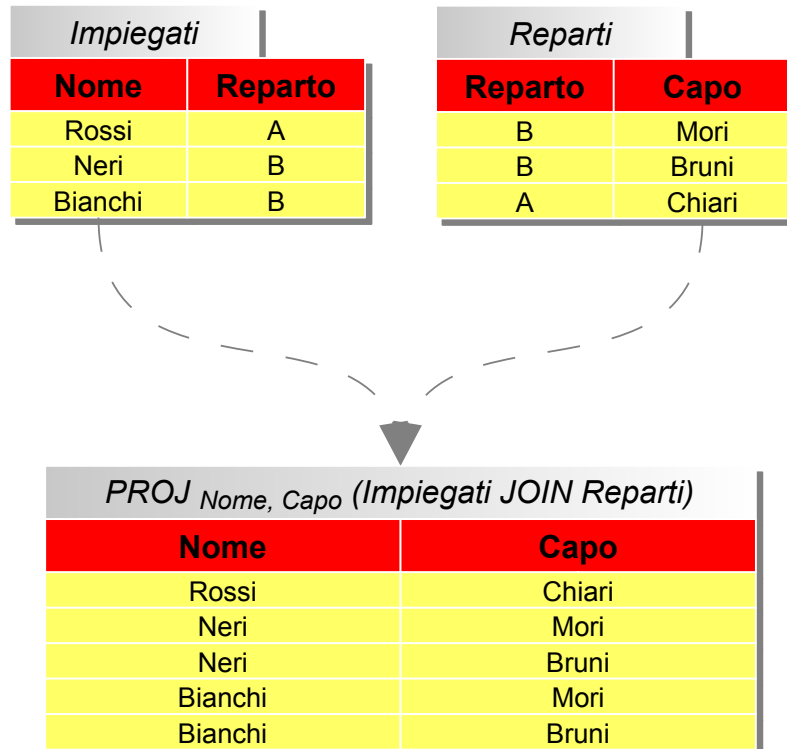 Impiegati
Nome Reparto
Rossi A
Neri B
Bianchi B
Reparti
Reparto Capo
B Mori
B Bruni
A Chiari
PROJ Nome, Capo (Impiegati JOIN Reparti)
Nome Capo
Rossi Chiari
Neri Mori
Neri Bruni
Bianchi Mori
Bianchi Bruni